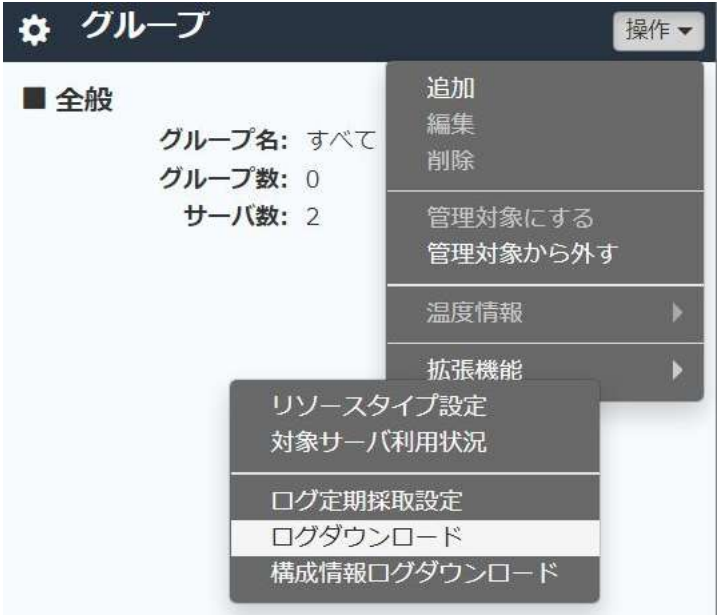 グループ
操作
■ 全般
グループ名: すべて
グループ数: 0
サーバ数: 2
追加
編集
削除
管理対象にする
管理対象から外す
温度情報
拡張機能
リソースタイプ設定
対象サーバ利用状況
ログ定期採取設定
ログダウンロード
構成情報ログダウンロード